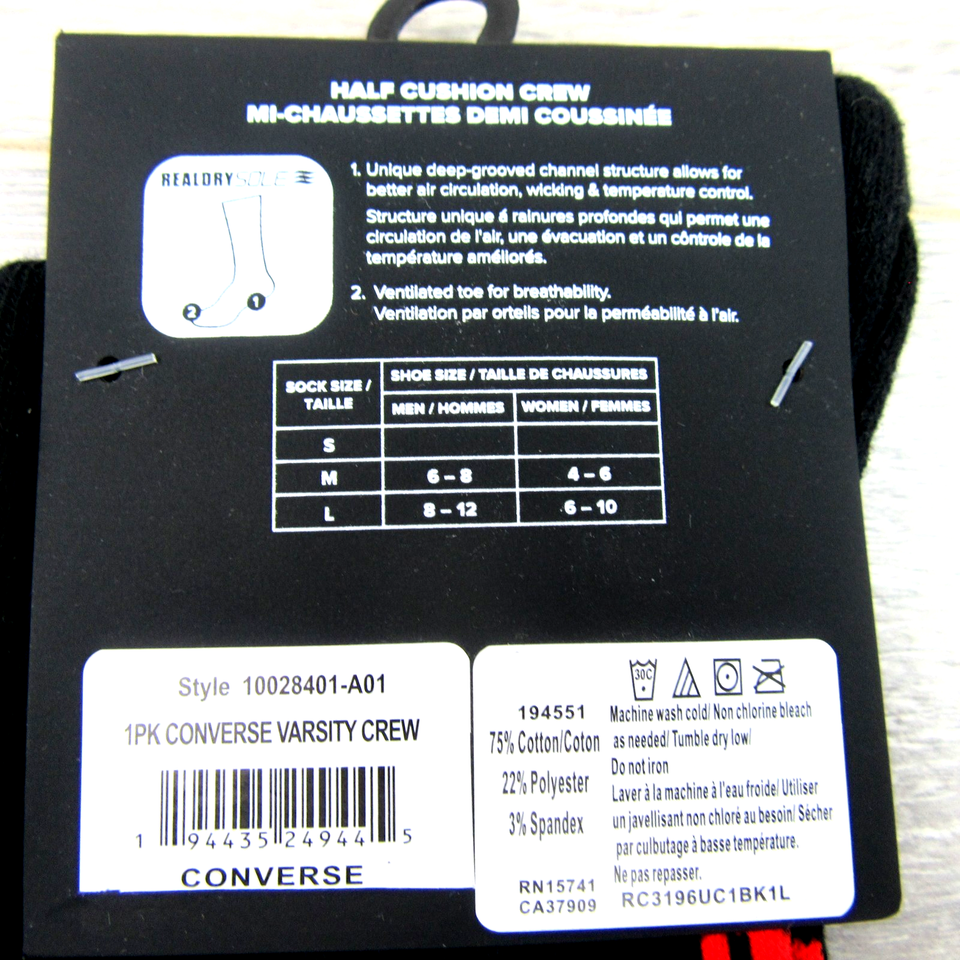 HALF CUSHION CREW
MI-CHAUSSETTES DEMI COUSSINÉE
REALDRYSOLE
1
2
1. Unique deep-grooved channel structure allows for
better air circulation, wicking & temperature control.
Structure unique á rainures profondes qui permet une
circulation de l'air, une évacuation et un côntrole de la
température améliorés.
2. Ventilated toe for breathability.
Ventilation par orteils pour la perméabilité à l'air.
SOCK SIZE / TAILLE
SHOE SIZE / TAILLE DE CHAUSSURES
MEN / HOMMES WOMEN / FEMMES
S
M 6 – 8 4 – 6
L 8 – 12 6 – 10
Style 10028401-A01
1PK CONVERSE VARSITY CREW
1 94435 24944 5
CONVERSE
194551
75% Cotton/Coton
22% Polyester
3% Spandex
RN15741
CA37909
30C
Machine wash cold/ Non chlorine bleach
as needed/ Tumble dry low/
Do not iron
Laver à la machine à l'eau froide/ Utiliser
un javellisant non chloré au besoin/ Sécher
par culbutage à basse température.
Ne pas repasser.
RC3196UC1BK1L